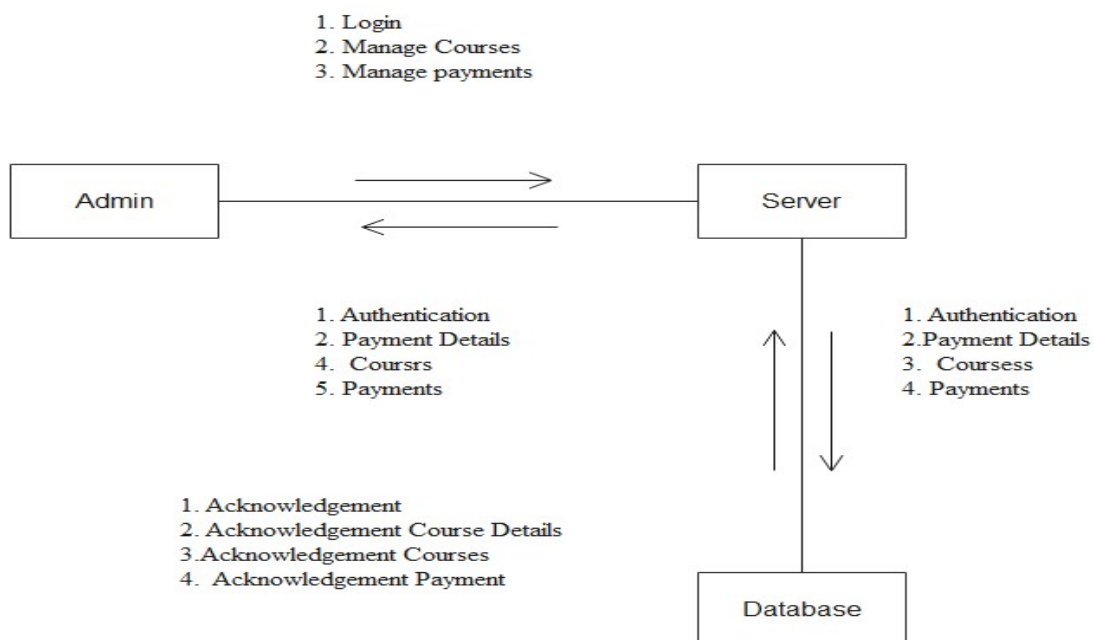 1. Login
2. Manage Courses
3. Manage payments
Admin
Server
1. Authentication
2. Payment Details
4. Coursrs
5. Payments
1. Authentication
2.Payment Details
3. Coursess
4. Payments
1. Acknowledgement
2. Acknowledgement Course Details
3.Acknowledgement Courses
4. Acknowledgement Payment
Database